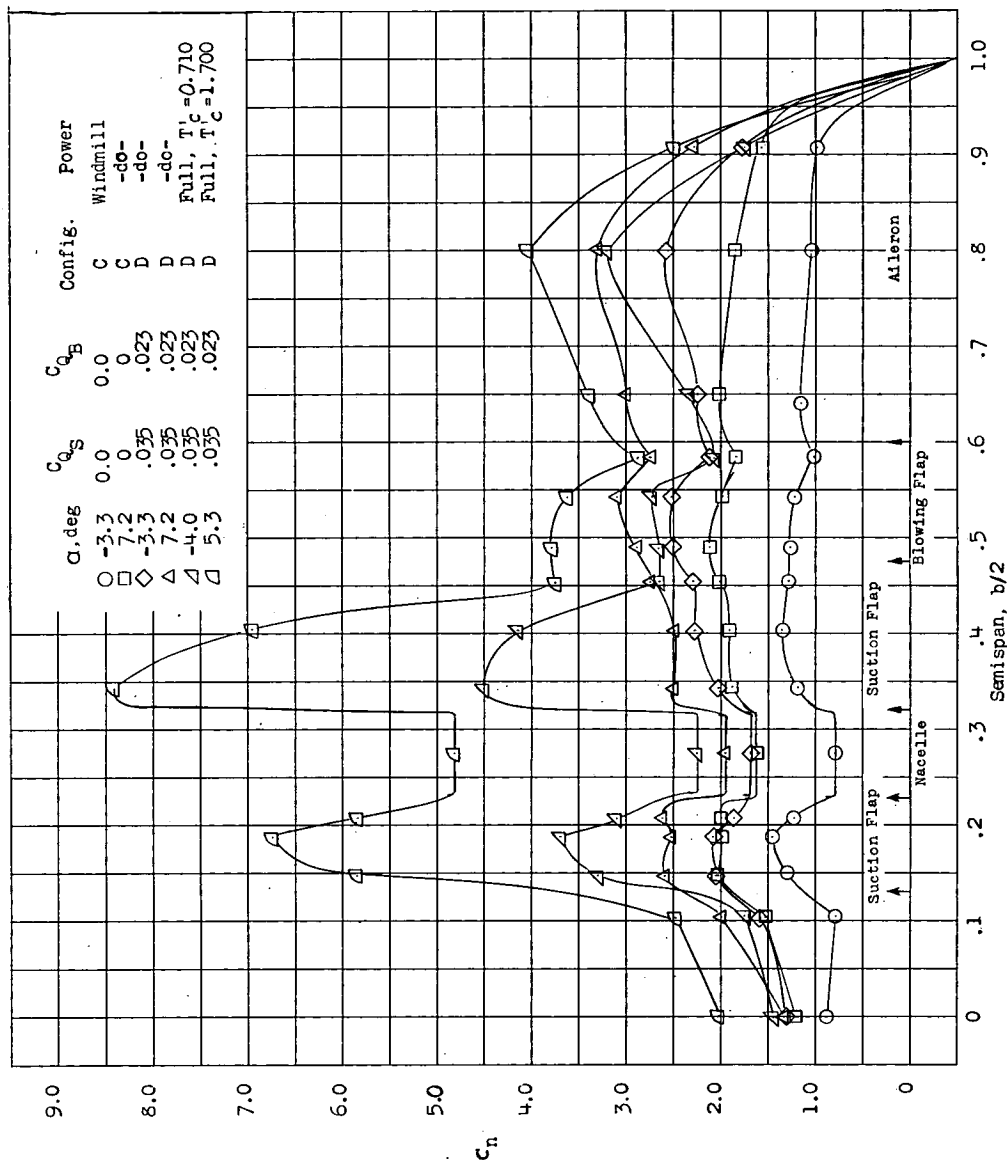 α,deg C_Q_S C_Q_B Config. Power
-3.3 0.0 0.0 C Windmill
7.2 0 0 C -do-
-3.3 .035 .023 D -do-
7.2 .035 .023 D -do-
-4.0 .035 .023 D Full, T'c=0.710
5.3 .035 .023 D Full, T'c=1.700
9.0
8.0
7.0
6.0
5.0
4.0
3.0
2.0
1.0
0
Cn
Suction Flap
Nacelle
Suction Flap
Blowing Flap
Aileron
0 .1 .2 .3 .4 .5 .6 .7 .8 .9 1.0
Semispan, b/2